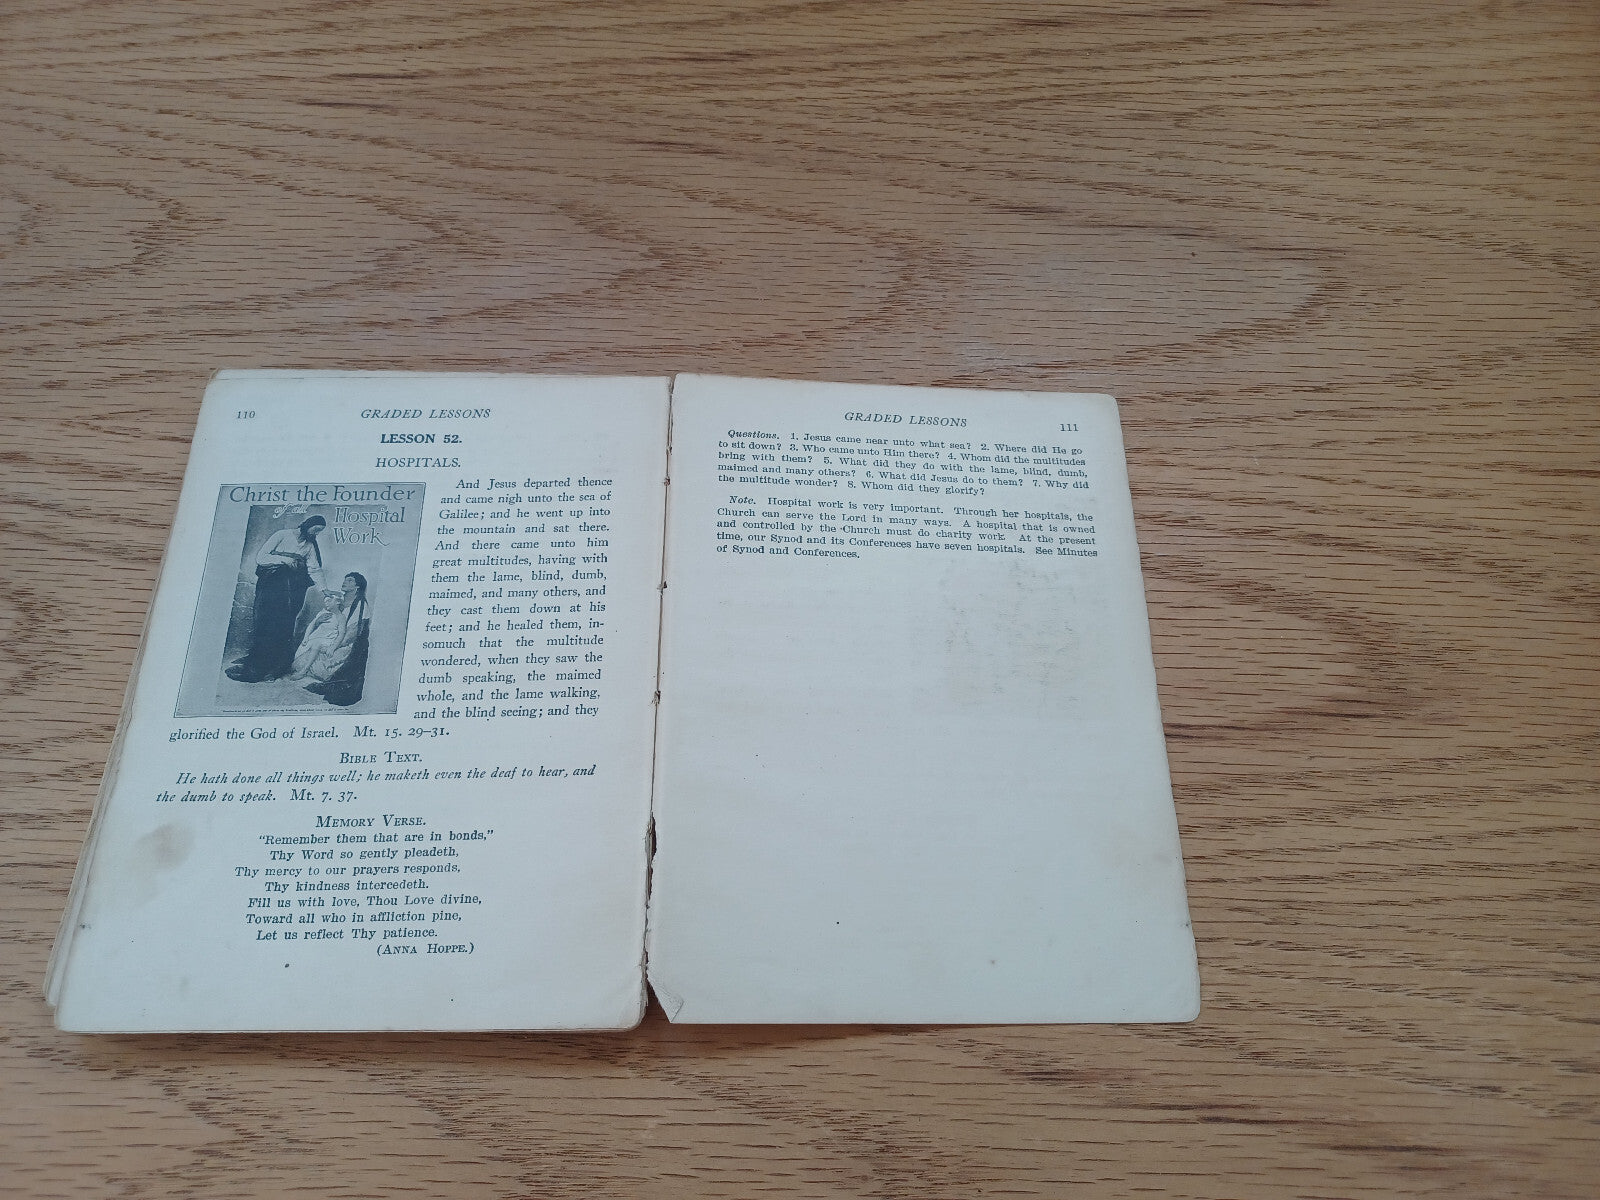 110
GRADED LESSONS
LESSON 52.
HOSPITALS.
Christ the Founder
of all Hospital
Work
And Jesus departed thence
and came nigh unto the sea of
Galilee; and he went up into
the mountain and sat there.
And there came unto him
great multitudes, having with
them the lame, blind, dumb,
maimed, and many others, and
they cast them down at his
feet; and he healed them, in-
somuch that the multitude
wondered, when they saw the
dumb speaking, the maimed
whole, and the lame walking,
and the blind seeing; and they
glorified the God of Israel. Mt. 15. 29–31.
BIBLE TEXT.
He hath done all things well; he maketh even the deaf to hear, and
the dumb to speak. Mt. 7. 37.
MEMORY VERSE.
"Remember them that are in bonds,"
Thy Word so gently pleadeth,
Thy mercy to our prayers responds,
Thy kindness intercedeth.
Fill us with love, Thou Love divine,
Toward all who in affliction pine,
Let us reflect Thy patience.
(ANNA HOPPE.)
GRADED LESSONS
111
Questions. 1. Jesus came near unto what sea? 2. Where did He go
to sit down? 3. Who came unto Him there? 4. Whom did the multitudes
bring with them? 5. What did they do with the lame, blind, dumb,
maimed and many others? 6. What did Jesus do to them? 7. Why did
the multitude wonder? 8. Whom did they glorify?
Note. Hospital work is very important. Through her hospitals, the
Church can serve the Lord in many ways. A hospital that is owned
and controlled by the Church must do charity work. At the present
time, our Synod and its Conferences have seven hospitals. See Minutes
of Synod and Conferences.